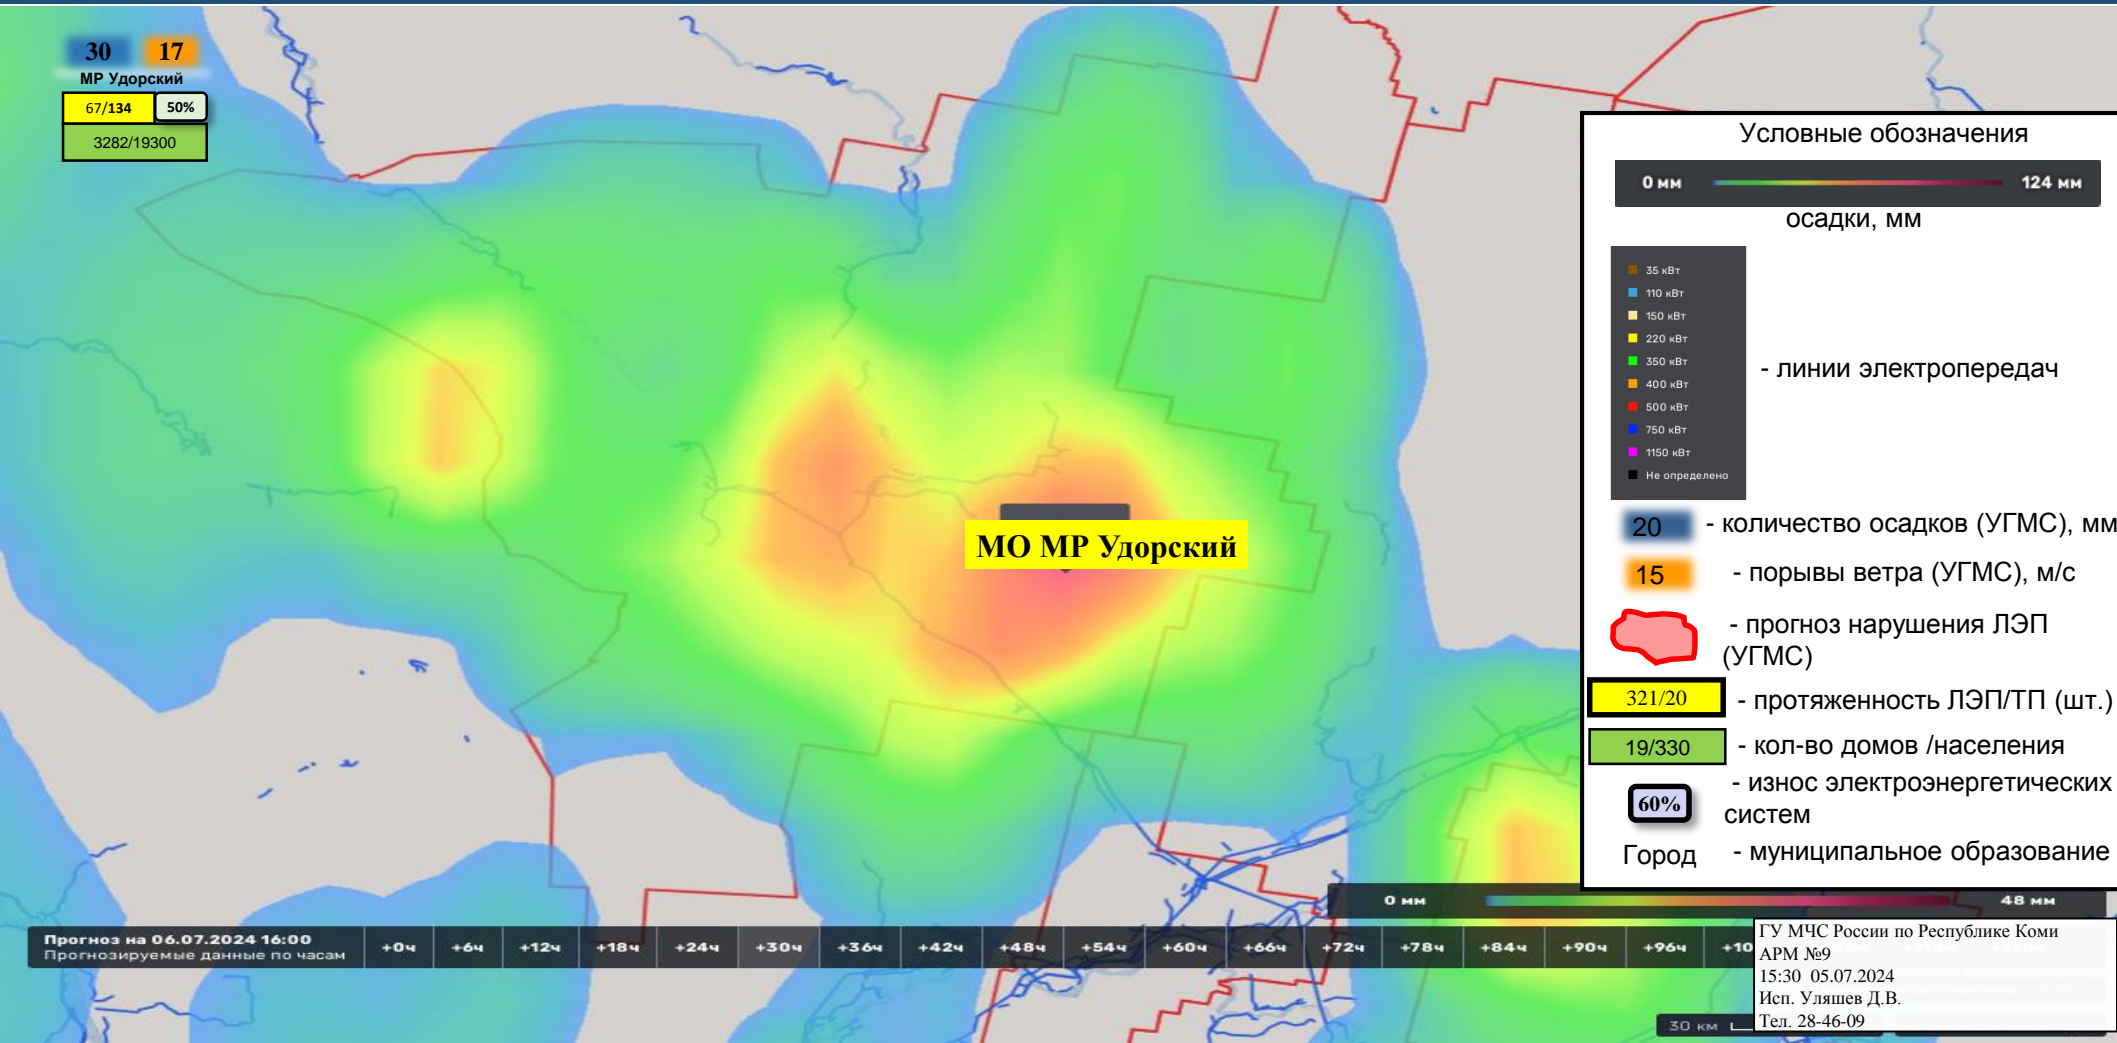 30 17
МР Удорский
67/134 50%
3282/19300
МО МР Удорский
Условные обозначения
0 мм 124 мм
осадки, мм
35 кВт
110 кВт
150 кВт
220 кВт
350 кВт
400 кВт
500 кВт
750 кВт
1150 кВт
Не определено
- линии электропередач
20 - количество осадков (УГМС), мм
15 - порывы ветра (УГМС), м/с
- прогноз нарушения ЛЭП
(УГМС)
321/20 - протяженность ЛЭП/ТП (шт.)
19/330 - кол-во домов /населения
60% - износ электроэнергетических
систем
Город - муниципальное образование
0 мм 48 мм
Прогноз на 06.07.2024 16:00
Прогнозируемые данные по часам
+0ч +6ч +12ч +18ч +24ч +30ч +36ч +42ч +48ч +54ч +60ч +66ч +72ч +78ч +84ч +90ч +96ч +10
ГУ МЧС России по Республике Коми
АРМ №9
15:30 05.07.2024
Исп. Уляшев Д.В.
Тел. 28-46-09
30 км